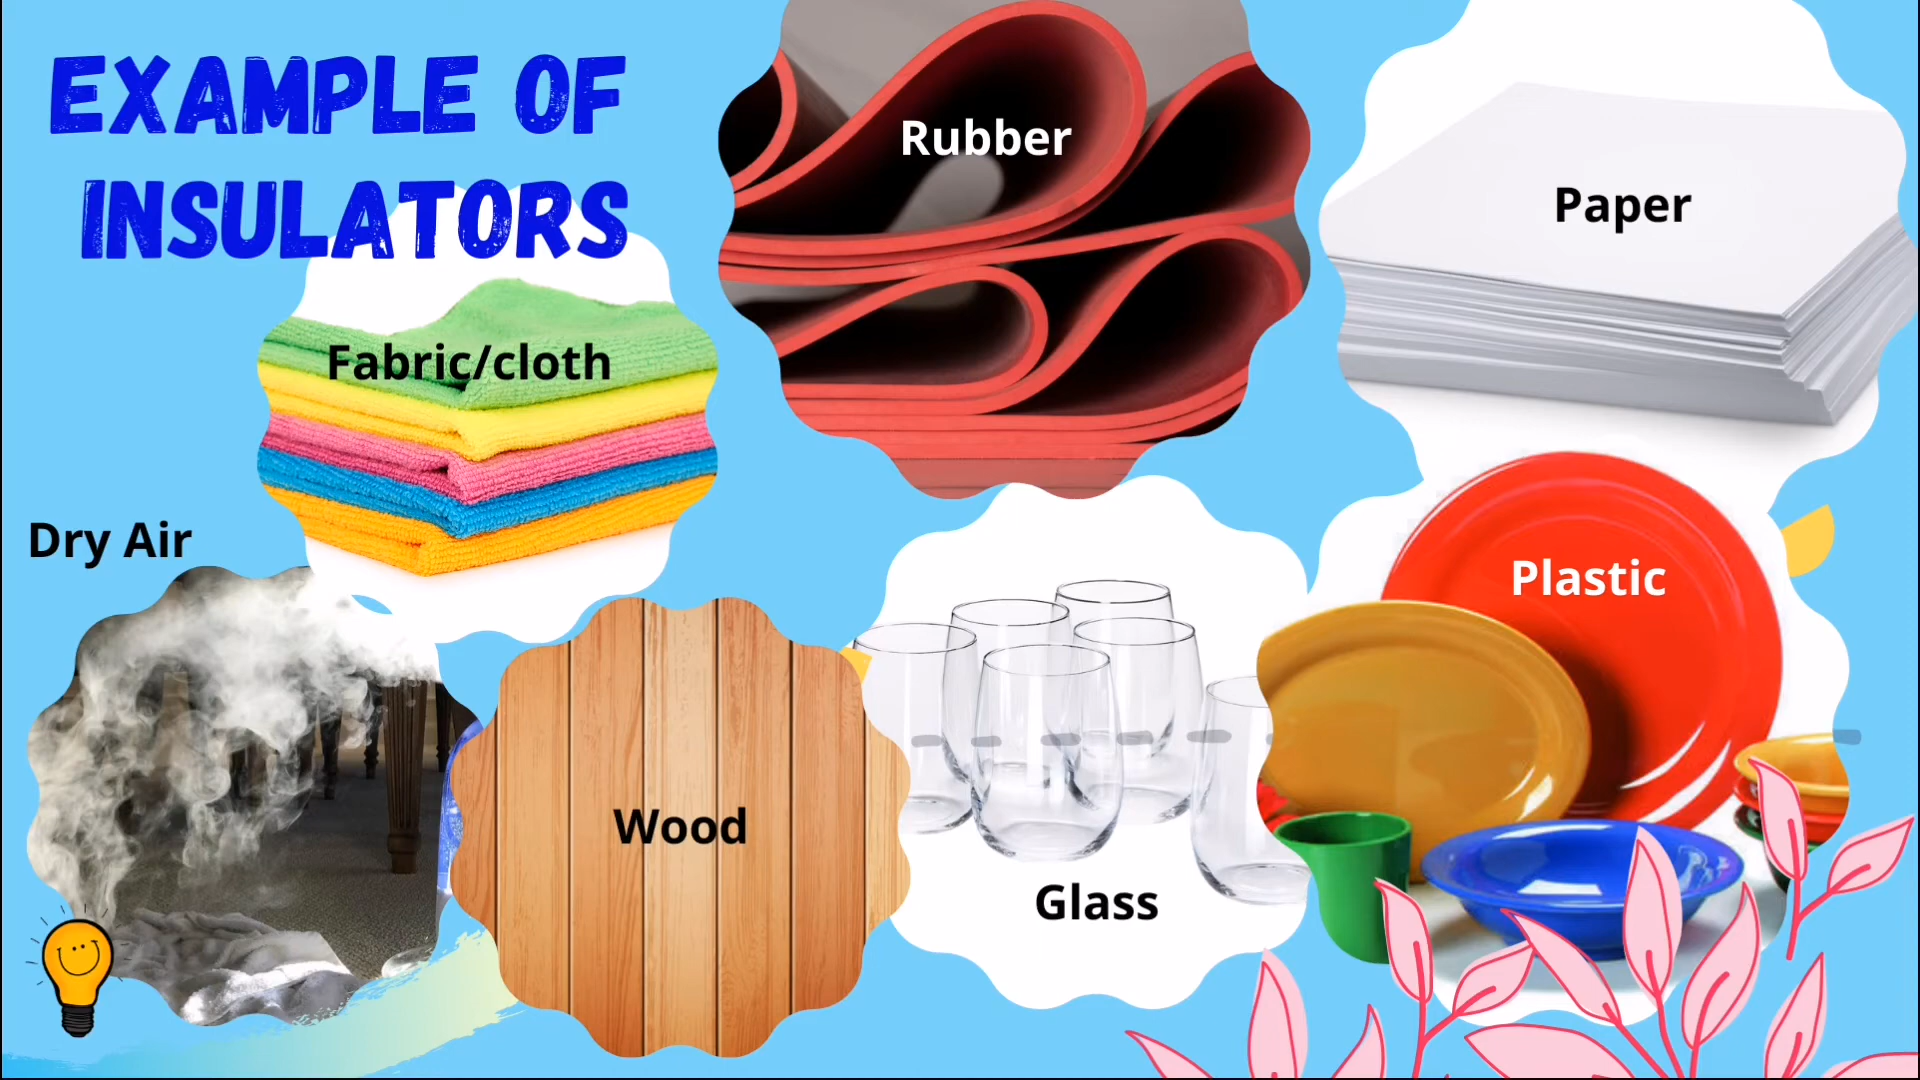 EXAMPLE OF
INSULATORS
Rubber
Paper
Fabric/cloth
Dry Air
Plastic
Wood
Glass